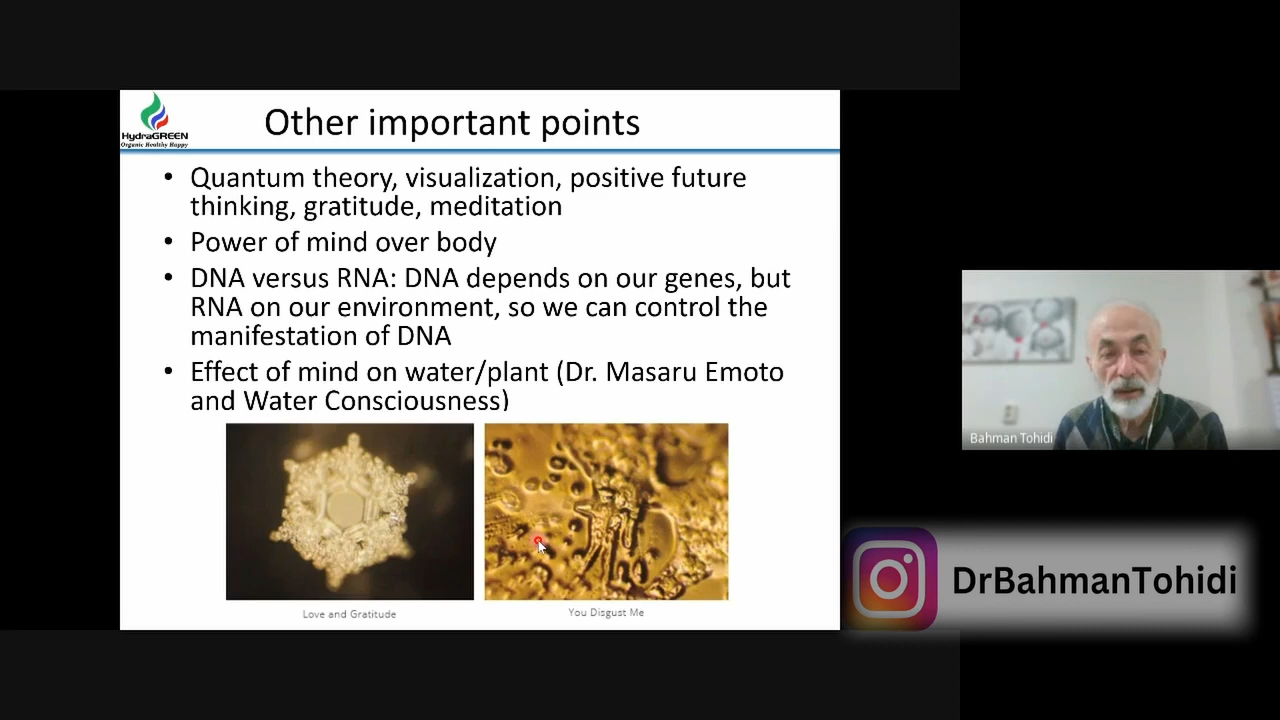 HydraGREEN
Organic Healthy Happy
Other important points
• Quantum theory, visualization, positive future
thinking, gratitude, meditation
• Power of mind over body
• DNA versus RNA: DNA depends on our genes, but
RNA on our environment, so we can control the
manifestation of DNA
• Effect of mind on water/plant (Dr. Masaru Emoto
and Water Consciousness)
Love and Gratitude
You Disgust Me
Bahman Tohidi
DrBahmanTohidi